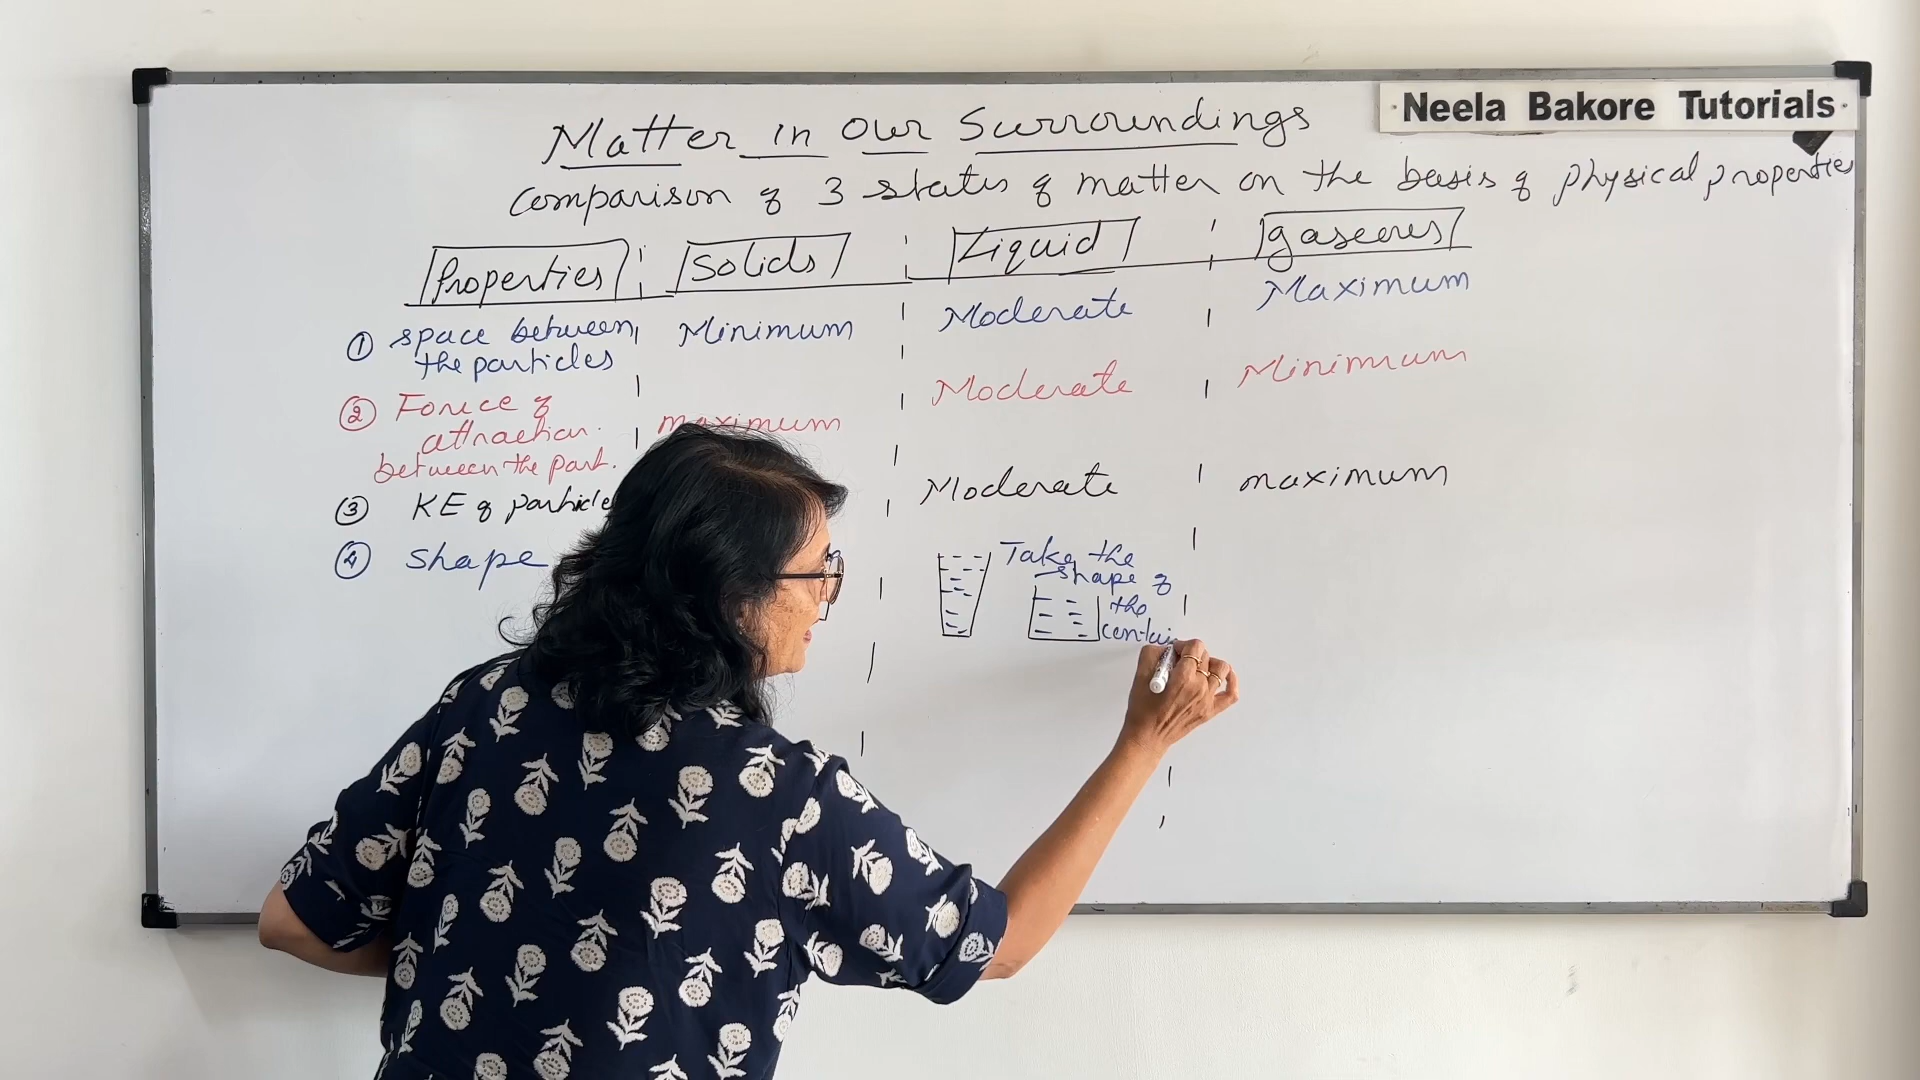 Neela Bakore Tutorials
Matter in Our Surroundings
Comparison of 3 states of matter on the basis of physical properties
Properties Solids Liquid gaseous
① space between the particles Minimum Moderate Maximum
② Force of attraction between the part. maximum Moderate Minimum
③ KE of particle Moderate maximum
④ shape
Take the
shape of
the